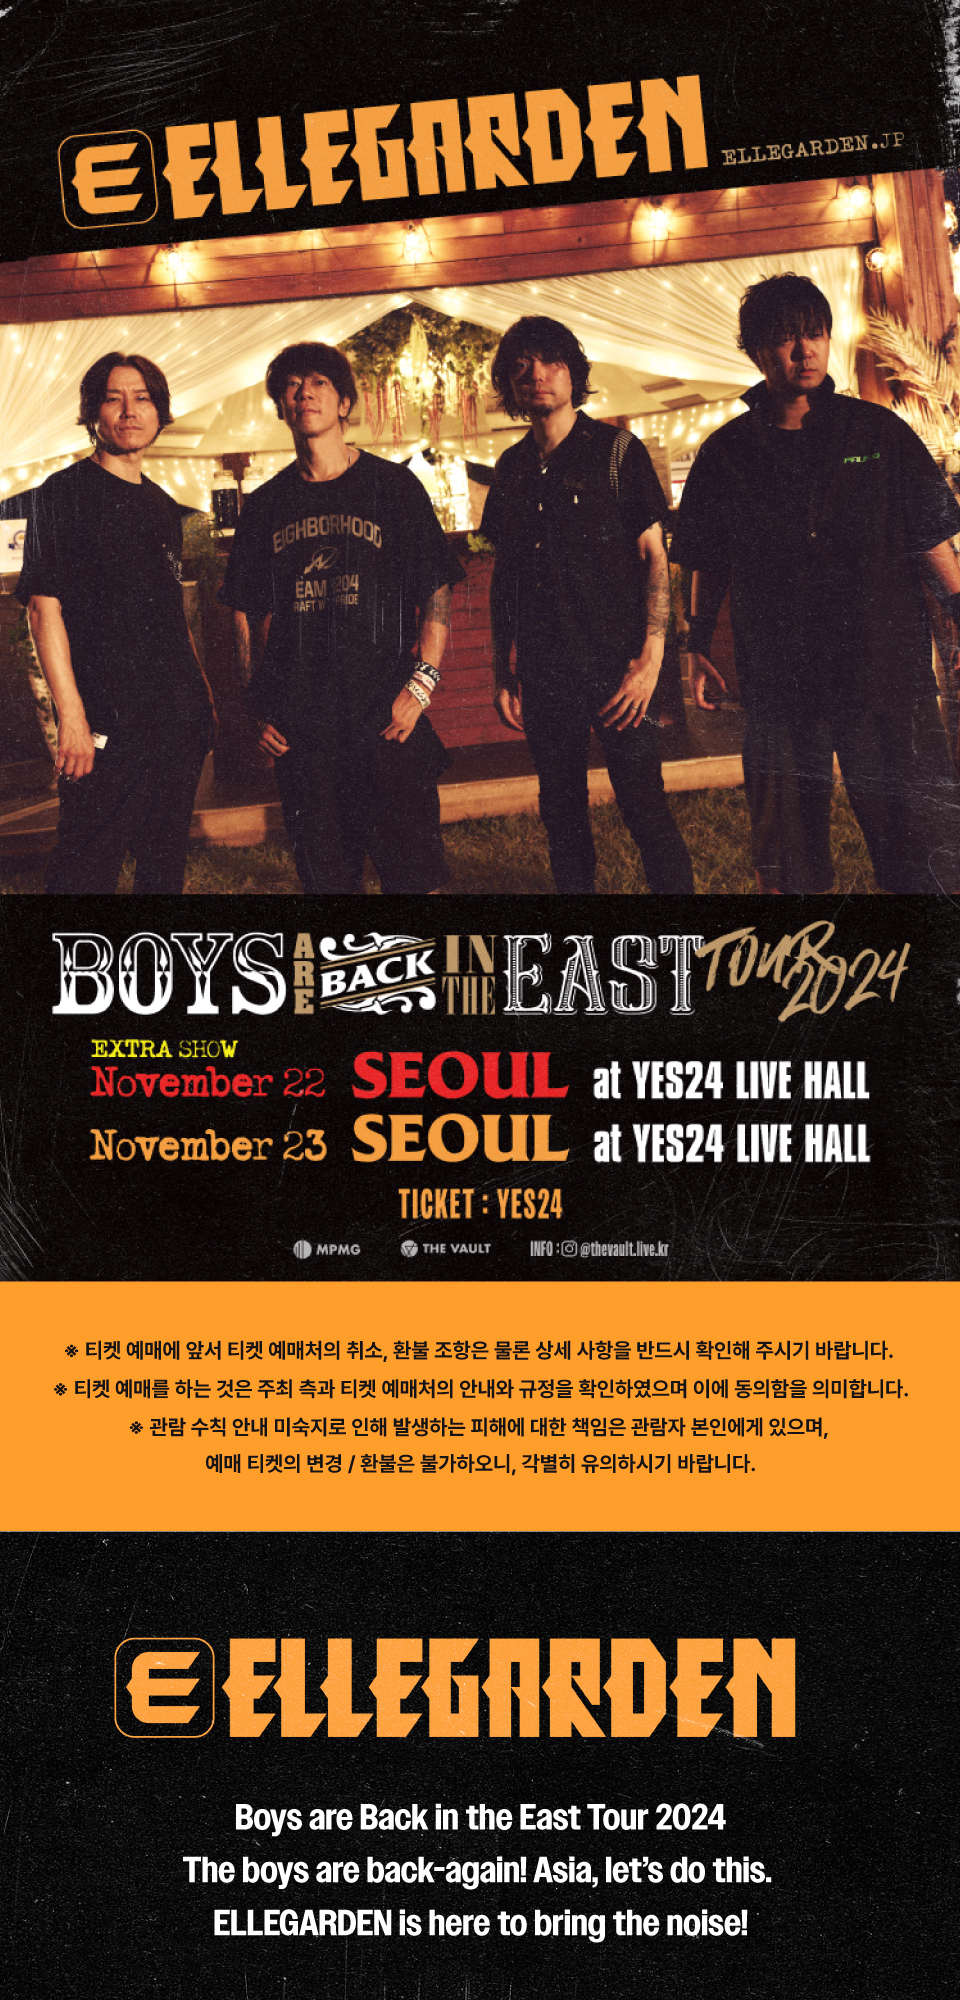 ELLEGARDEN
ELLEGARDEN.JP
EIGHBORHOOD
EAM 204
RAFT W PRIDE
BOYS ARE BACK IN THE EAST TOUR 2024
EXTRA SHOW
November 22 SEOUL at YES24 LIVE HALL
November 23 SEOUL at YES24 LIVE HALL
TICKET : YES24
MPMG THE VAULT INFO : @thevault.live.kr
※ 티켓 예매에 앞서 티켓 예매처의 취소, 환불 조항은 물론 상세 사항을 반드시 확인해 주시기 바랍니다.
※ 티켓 예매를 하는 것은 주최 측과 티켓 예매처의 안내와 규정을 확인하였으며 이에 동의함을 의미합니다.
※ 관람 수칙 안내 미숙지로 인해 발생하는 피해에 대한 책임은 관람자 본인에게 있으며,
예매 티켓의 변경 / 환불은 불가하오니, 각별히 유의하시기 바랍니다.
E ELLEGARDEN
Boys are Back in the East Tour 2024
The boys are back-again! Asia, let's do this.
ELLEGARDEN is here to bring the noise!